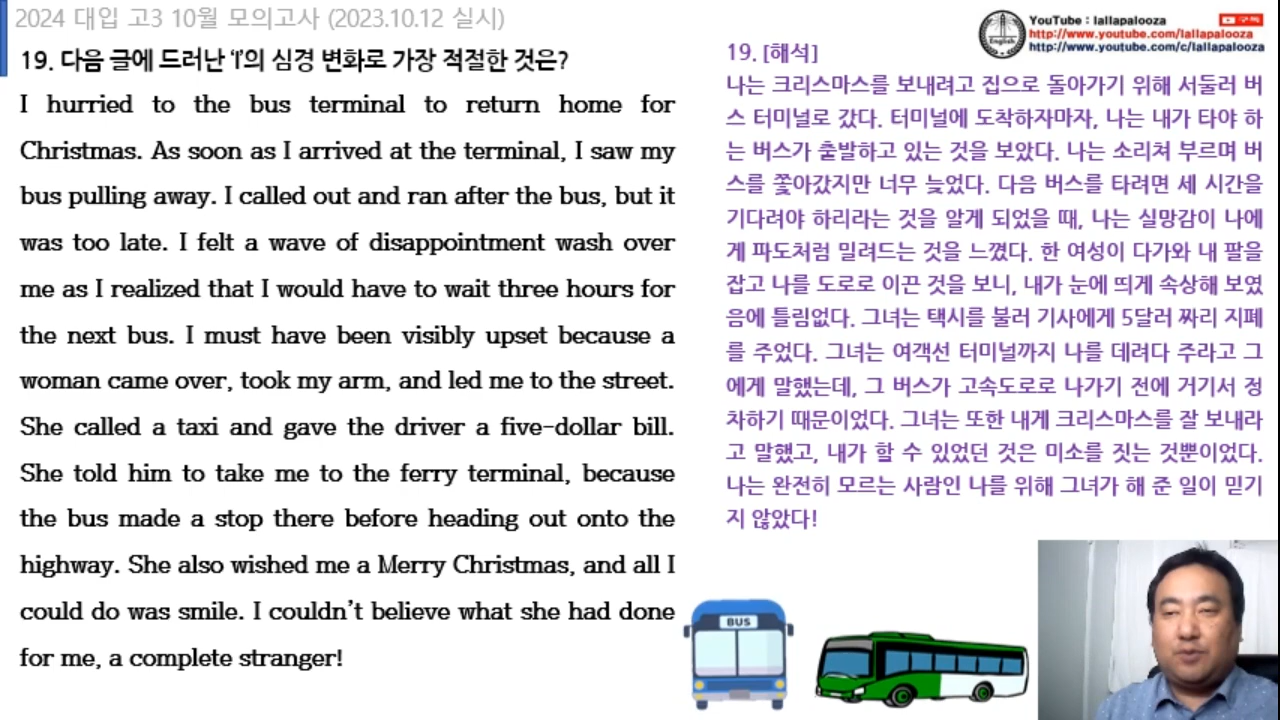 2024 대입 고3 10월 모의고사 (2023.10.12 실시)
19. 다음 글에 드러난 ‘I’의 심경 변화로 가장 적절한 것은?
I hurried to the bus terminal to return home for
Christmas. As soon as I arrived at the terminal, I saw my
bus pulling away. I called out and ran after the bus, but it
was too late. I felt a wave of disappointment wash over
me as I realized that I would have to wait three hours for
the next bus. I must have been visibly upset because a
woman came over, took my arm, and led me to the street.
She called a taxi and gave the driver a five-dollar bill.
She told him to take me to the ferry terminal, because
the bus made a stop there before heading out onto the
highway. She also wished me a Merry Christmas, and all I
could do was smile. I couldn’t believe what she had done
for me, a complete stranger!
YouTube : lallapalooza
구독
http://www.youtube.com/lallapalooza
http://www.youtube.com/c/lallapalooza
English
19. [해석]
나는 크리스마스를 보내려고 집으로 돌아가기 위해 서둘러 버
스 터미널로 갔다. 터미널에 도착하자마자, 나는 내가 타야 하
는 버스가 출발하고 있는 것을 보았다. 나는 소리쳐 부르며 버
스를 쫓아갔지만 너무 늦었다. 다음 버스를 타려면 세 시간을
기다려야 하리라는 것을 알게 되었을 때, 나는 실망감이 나에
게 파도처럼 밀려드는 것을 느꼈다. 한 여성이 다가와 내 팔을
잡고 나를 도로로 이끈 것을 보니, 내가 눈에 띄게 속상해 보였
음에 틀림없다. 그녀는 택시를 불러 기사에게 5달러 짜리 지폐
를 주었다. 그녀는 여객선 터미널까지 나를 데려다 주라고 그
에게 말했는데, 그 버스가 고속도로로 나가기 전에 거기서 정
차하기 때문이었다. 그녀는 또한 내게 크리스마스를 잘 보내라
고 말했고, 내가 할 수 있었던 것은 미소를 짓는 것뿐이었다.
나는 완전히 모르는 사람인 나를 위해 그녀가 해 준 일이 믿기
지 않았다!
BUS